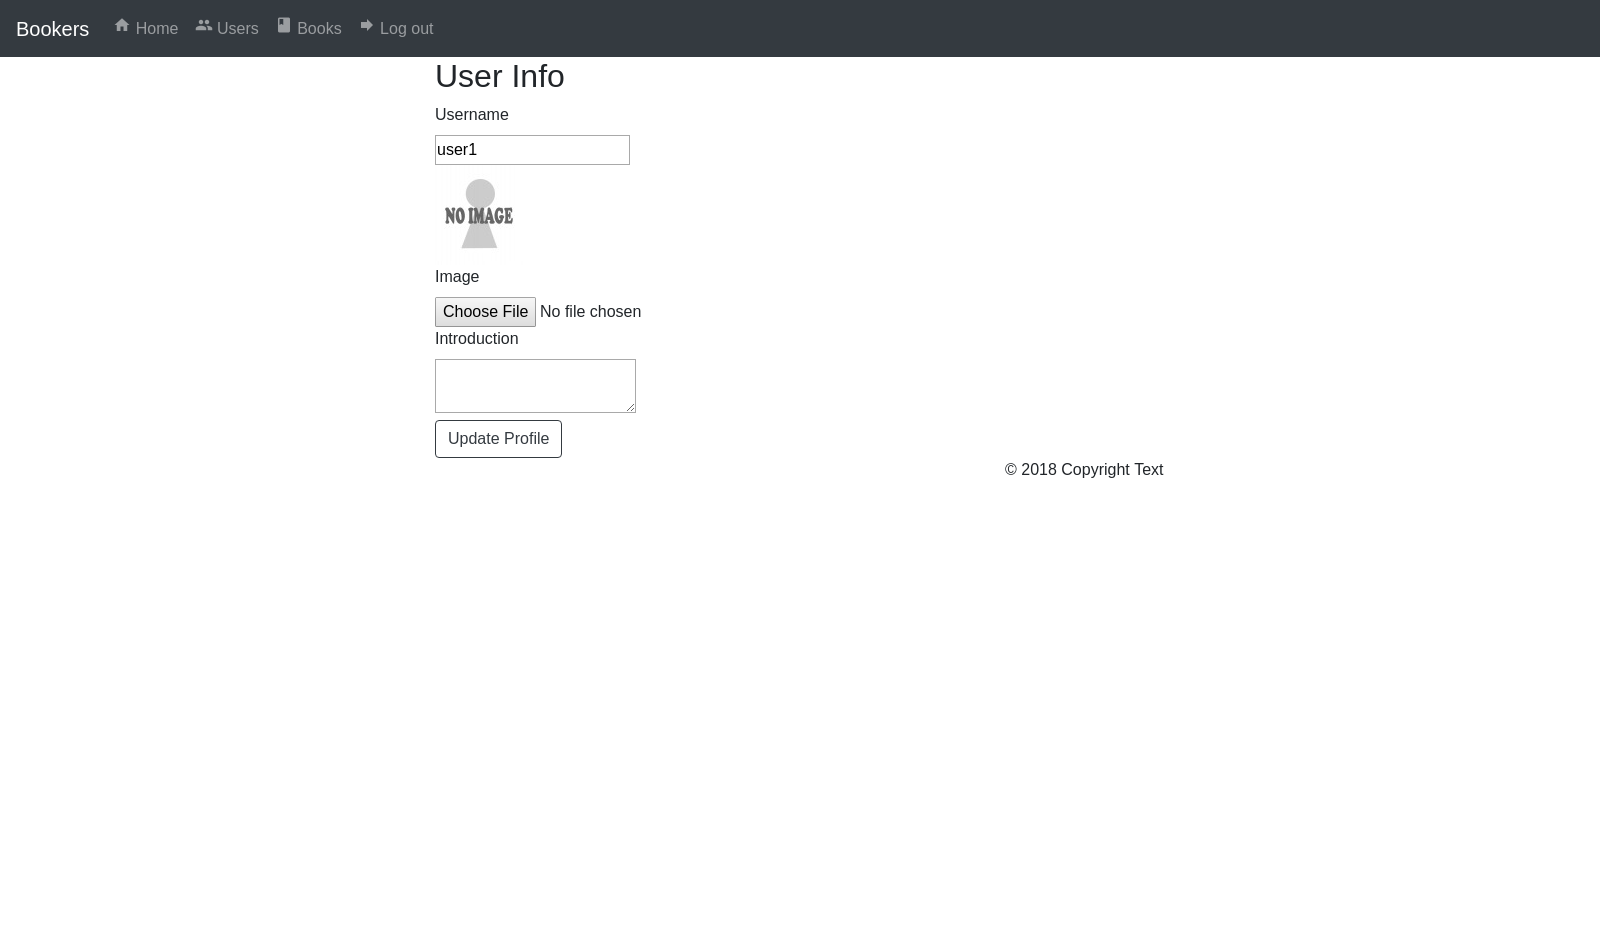 Bookers Home Users Books Log out
User Info
Username
user1
NO IMAGE
Image
Choose File No file chosen
Introduction
Update Profile
© 2018 Copyright Text